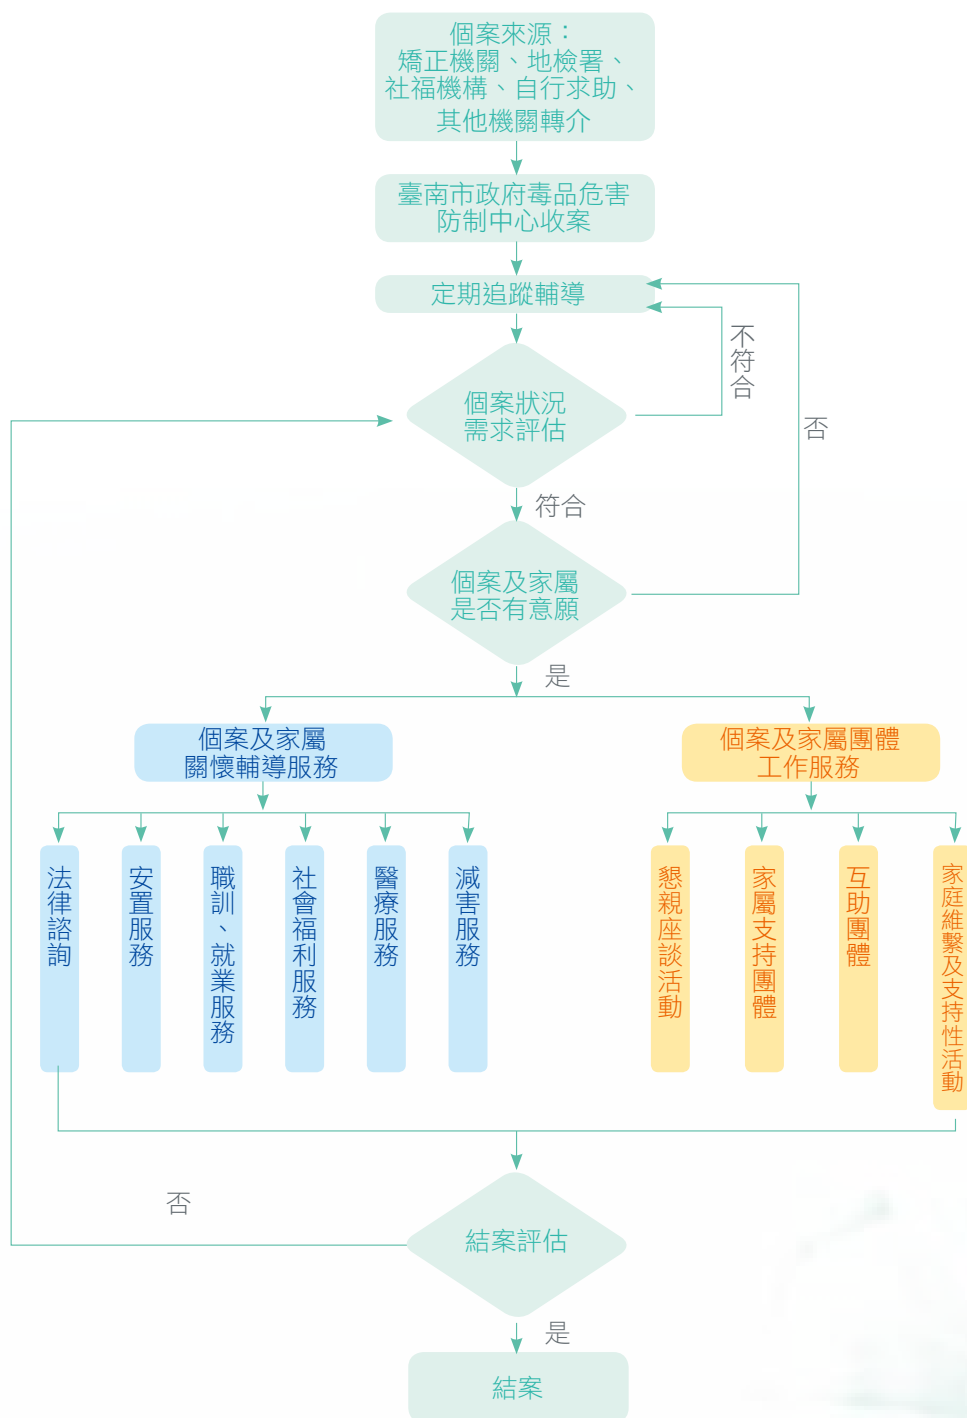 個案來源：
矯正機關、地檢署、
社福機構、自行求助、
其他機關轉介
臺南市政府毒品危害
防制中心收案
定期追蹤輔導
不符合
個案狀況
需求評估
否
符合
個案及家屬
是否有意願
是
個案及家屬
關懷輔導服務
個案及家屬團體
工作服務
法律諮詢
安置服務
職訓、就業服務
社會福利服務
醫療服務
減害服務
懇親座談活動
家屬支持團體
互助團體
家庭維繫及支持性活動
否
結案評估
是
結案